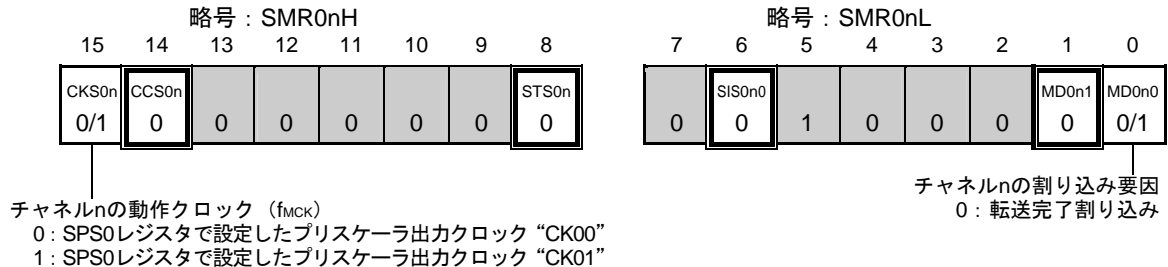 略号：SMR0nH 略号：SMR0nL
15 14 13 12 11 10 9 8 7 6 5 4 3 2 1 0
CKS0n CCS0n STS0n SIS0n0 MD0n1 MD0n0
0/1 0 0 0 0 0 0 0 0 0 1 0 0 0 0 0/1
チャネルnの動作クロック（fMCK）
0：SPS0レジスタで設定したプリスケーラ出力クロック“CK00”
1：SPS0レジスタで設定したプリスケーラ出力クロック“CK01”
チャネルnの割り込み要因
0：転送完了割り込み